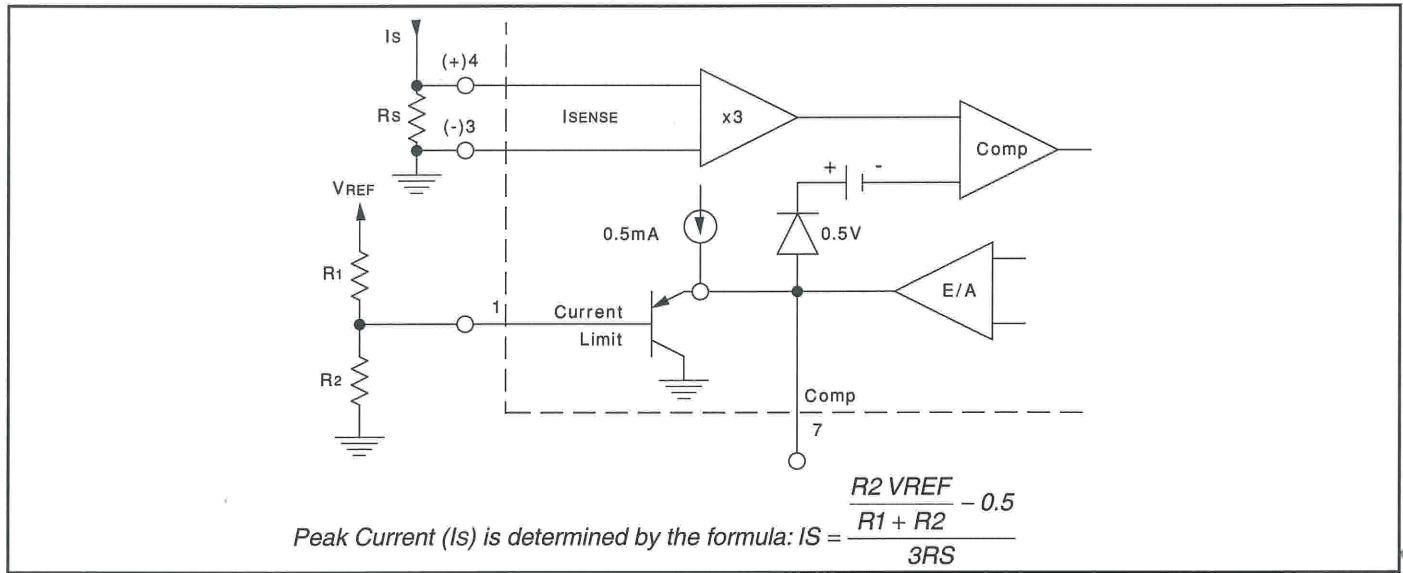 Is
(+)4
Rs
(-)3
ISENSE
x3
Comp
+ -
VREF
0.5mA
0.5V
R1
E/A
1
Current
Limit
R2
Comp
7
Peak Current (Is) is determined by the formula: IS = (R2 VREF / (R1 + R2) – 0.5) / 3RS